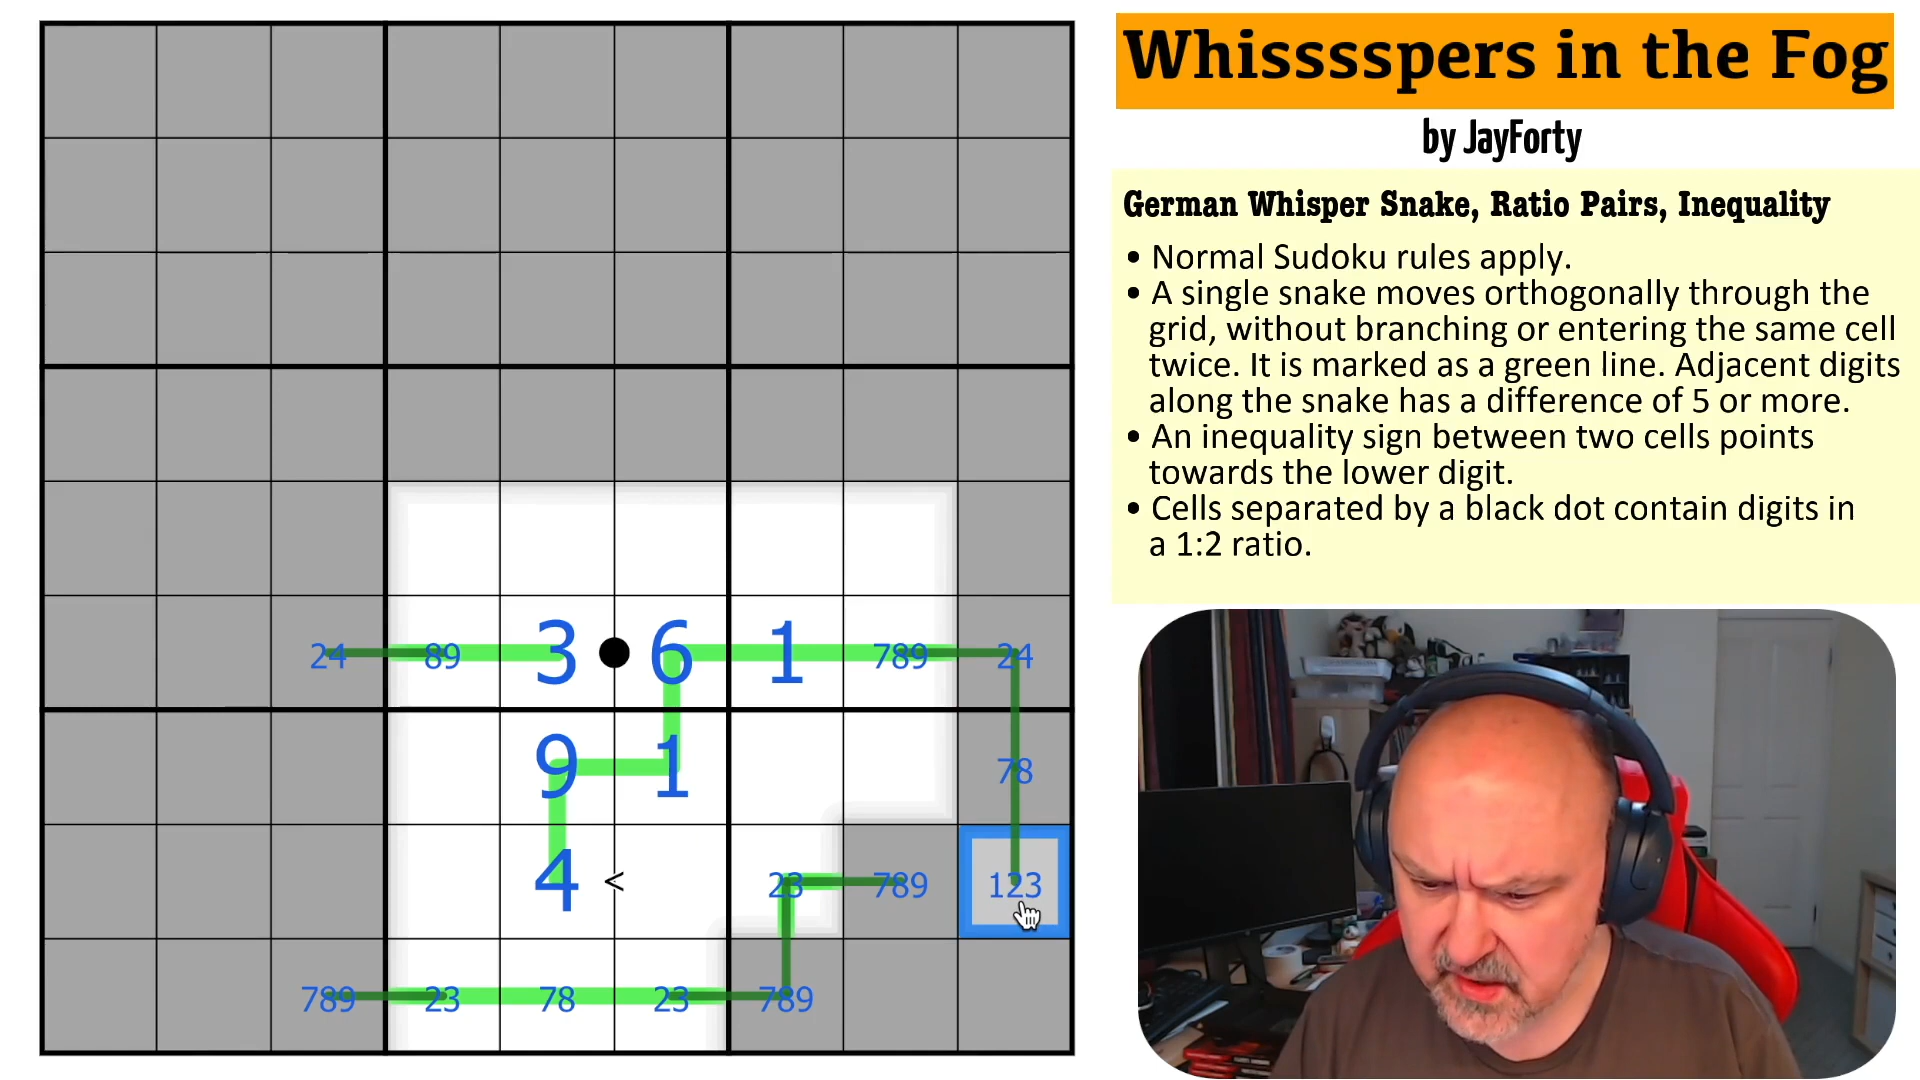 Whisssspers in the Fog
by JayForty
German Whisper Snake, Ratio Pairs, Inequality
• Normal Sudoku rules apply.
• A single snake moves orthogonally through the
grid, without branching or entering the same cell
twice. It is marked as a green line. Adjacent digits
along the snake has a difference of 5 or more.
• An inequality sign between two cells points
towards the lower digit.
• Cells separated by a black dot contain digits in
a 1:2 ratio.
24 89 3 6 1 789 24
9 1 78
4 < 23 789 123
789 23 78 23 789